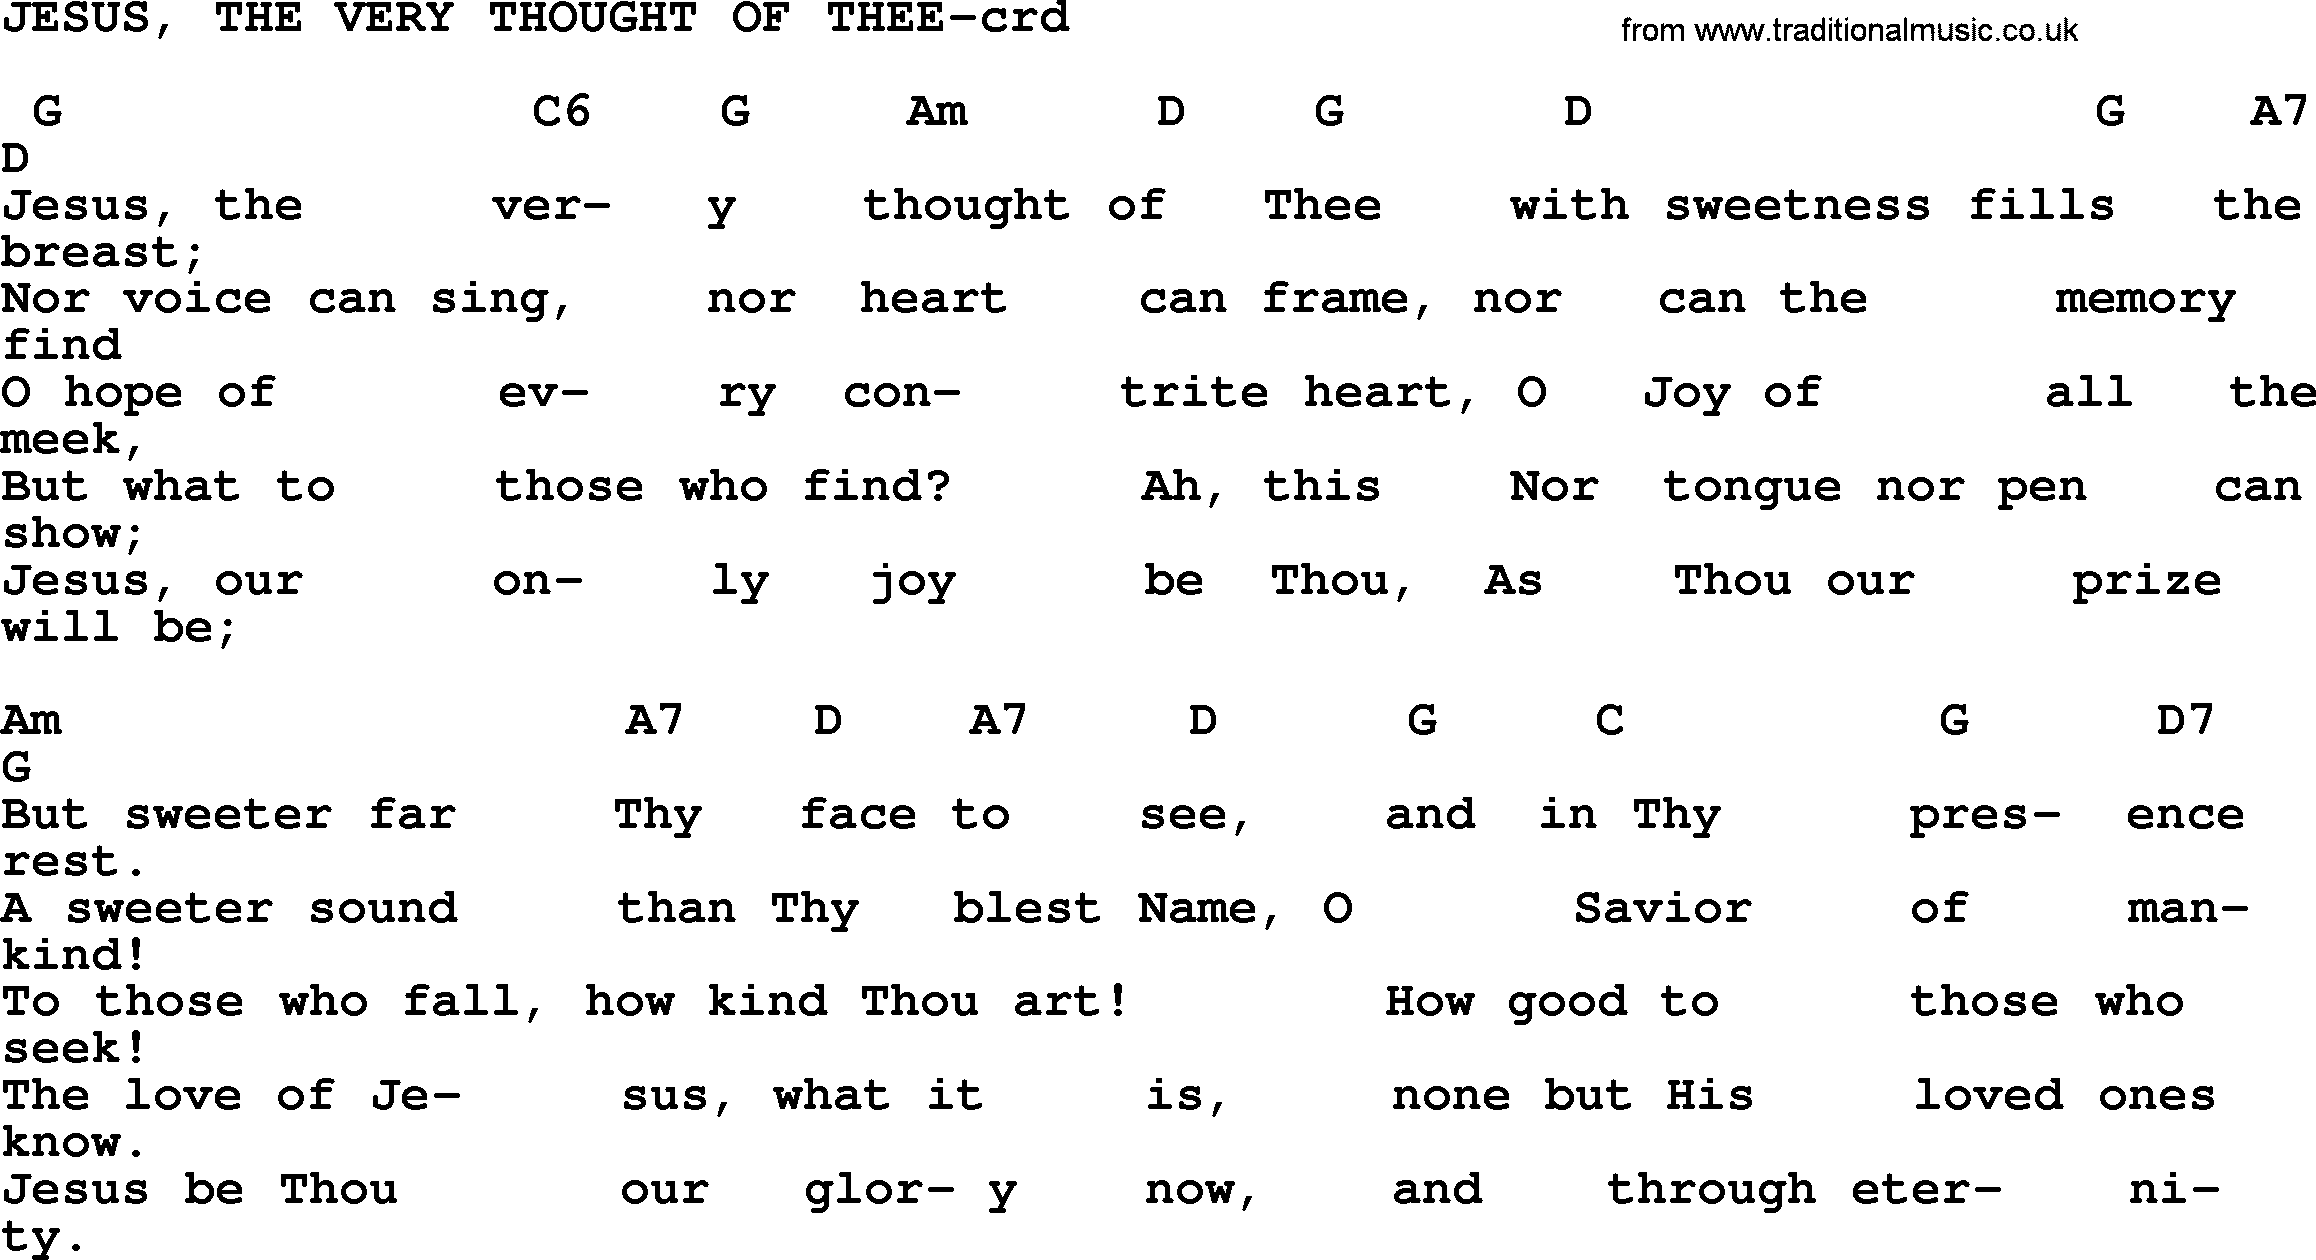 JESUS, THE VERY THOUGHT OF THEE-crd from www.traditionalmusic.co.uk
G C6 G Am D G D G A7
D
Jesus, the ver- y thought of Thee with sweetness fills the
breast;
Nor voice can sing, nor heart can frame, nor can the memory
find
O hope of ev- ry con- trite heart, O Joy of all the
meek,
But what to those who find? Ah, this Nor tongue nor pen can
show;
Jesus, our on- ly joy be Thou, As Thou our prize
will be;
Am A7 D A7 D G C G D7
G
But sweeter far Thy face to see, and in Thy pres- ence
rest.
A sweeter sound than Thy blest Name, O Savior of man-
kind!
To those who fall, how kind Thou art! How good to those who
seek!
The love of Je- sus, what it is, none but His loved ones
know.
Jesus be Thou our glor- y now, and through eter- ni-
ty.